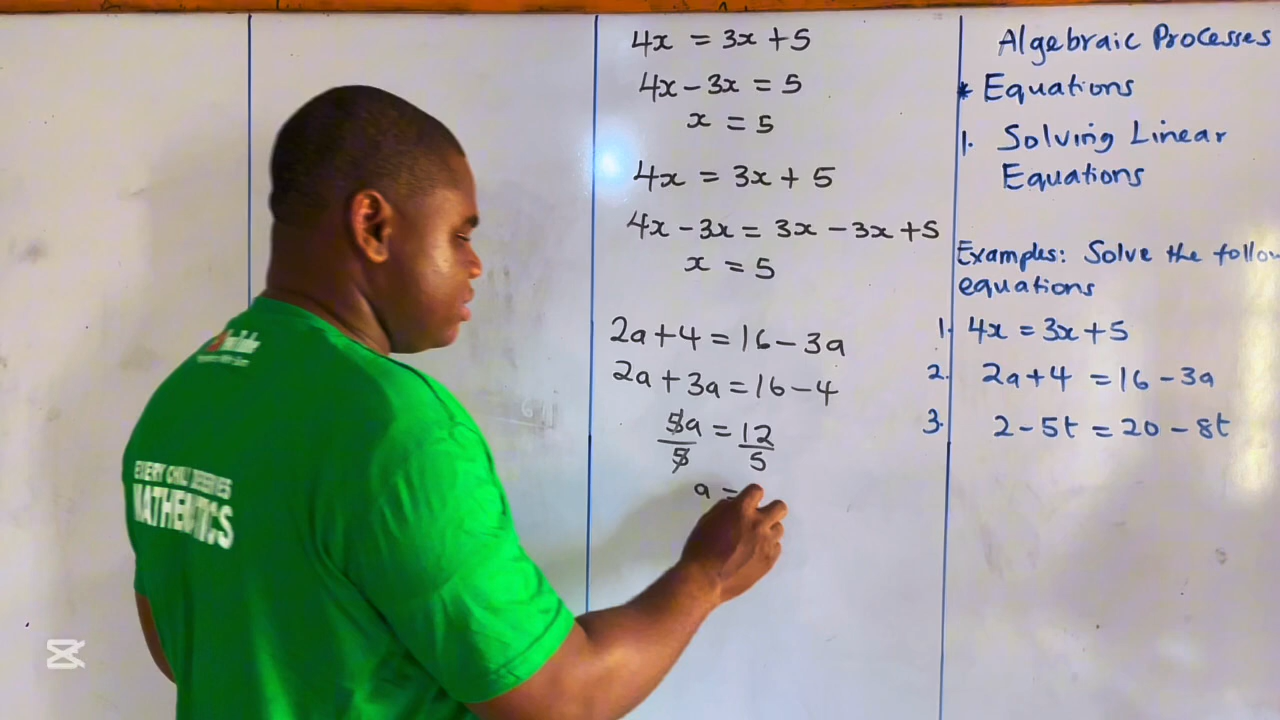 4x = 3x + 5
4x - 3x = 5
x = 5
4x = 3x + 5
4x - 3x = 3x - 3x + 5
x = 5
2a + 4 = 16 - 3a
2a + 3a = 16 - 4
5a = 12
5 5
a =
Algebraic Processes
* Equations
1. Solving Linear
Equations
Examples: Solve the follow
equations
1. 4x = 3x + 5
2. 2a + 4 = 16 - 3a
3. 2 - 5t = 20 - 8t
EVERY CHILD DESERVES
MATHEMATICS